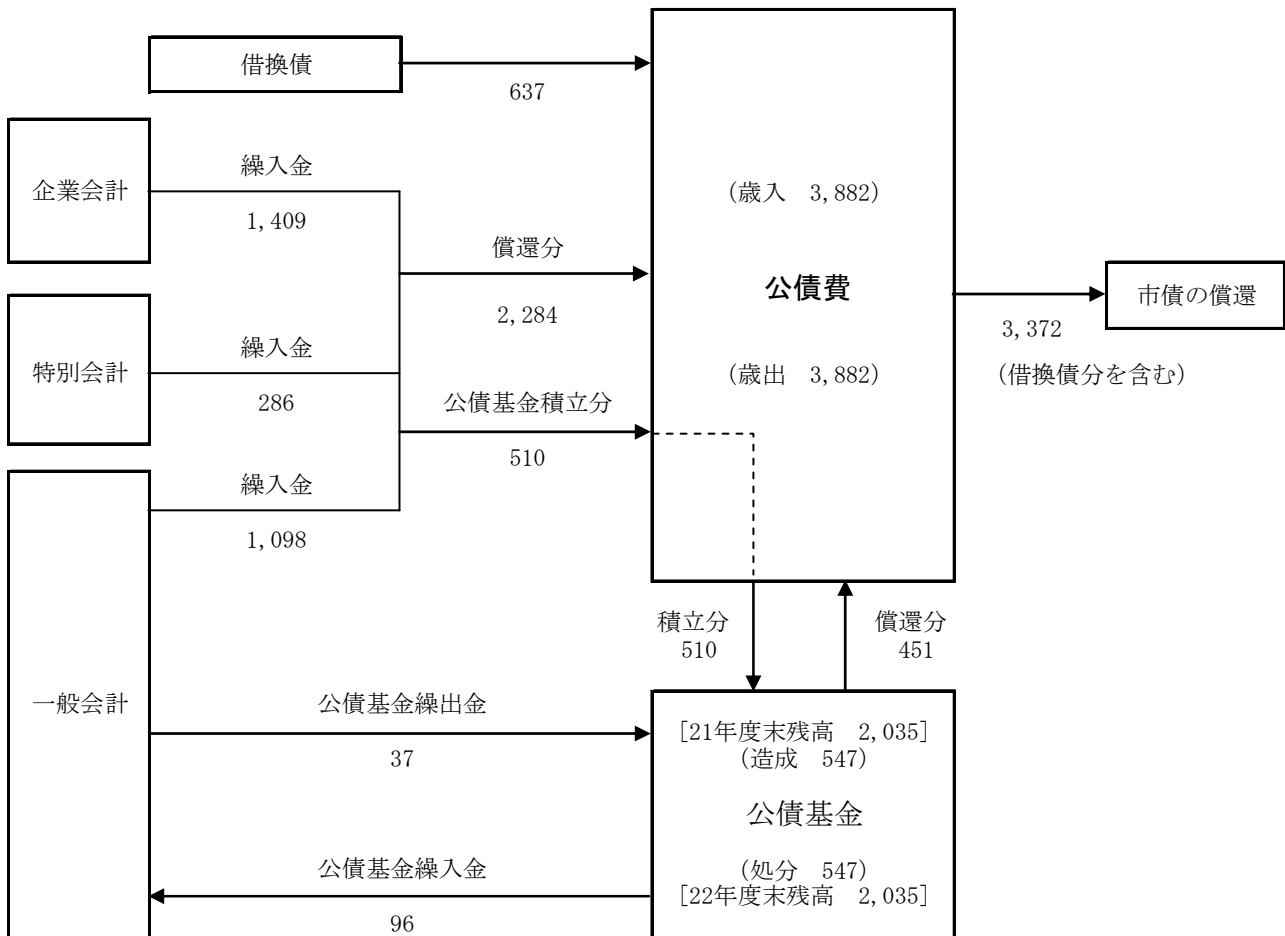 借換債
637
企業会計
繰入金
1,409
(歳入 3,882)
償還分
2,284
公債費
市債の償還
3,372
(借換債分を含む)
特別会計
繰入金
286
(歳出 3,882)
公債基金積立分
510
繰入金
1,098
積立分
510
償還分
451
一般会計
公債基金繰出金
37
[21年度末残高 2,035]
(造成 547)
公債基金
公債基金繰入金
96
(処分 547)
[22年度末残高 2,035]